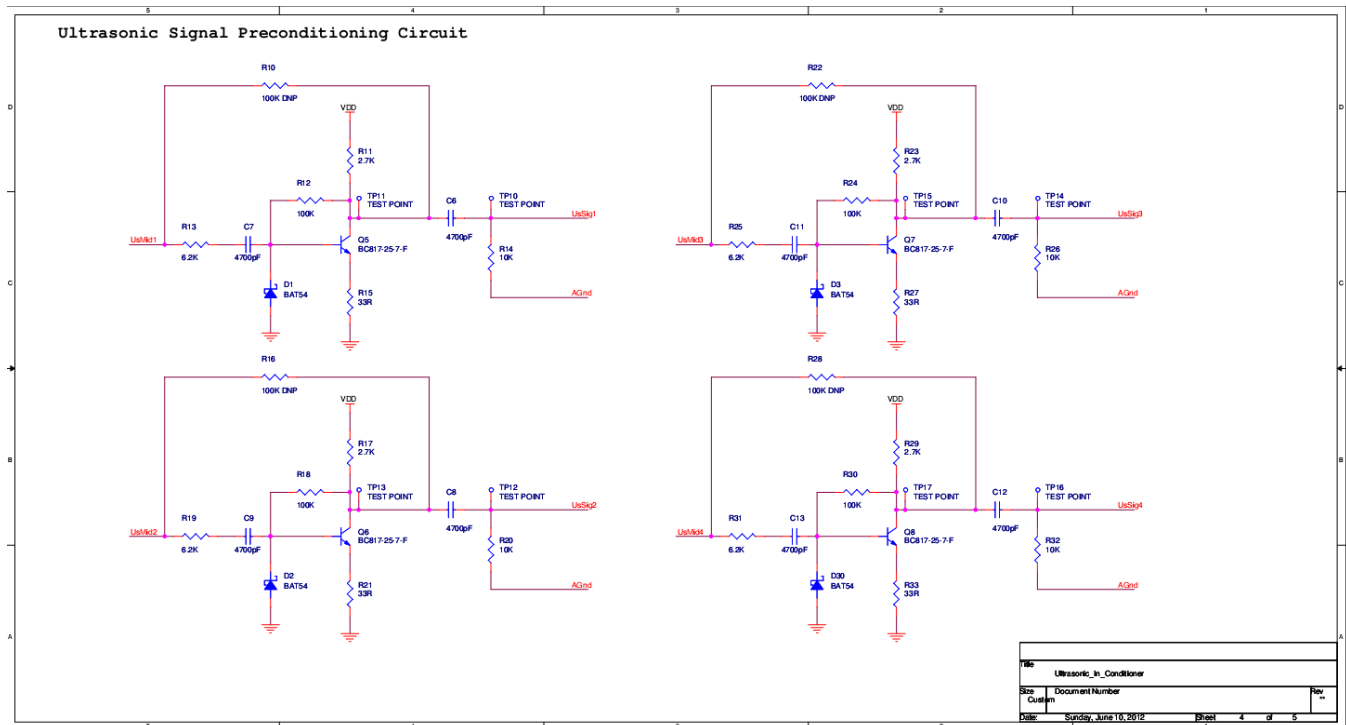 5 4 3 2 1
Ultrasonic Signal Preconditioning Circuit
D
D
C
C
B
B
A
A
R10
100K DNP
VDD
R11
2.7K
R12
100K
TP11
TEST POINT
C6
4700pF
TP10
TEST POINT
UsSig1
UsMid1
R13
6.2K
C7
4700pF
Q5
BC817-25-7-F
R14
10K
D1
BAT54
R15
33R
AGnd
R22
100K DNP
VDD
R23
2.7K
R24
100K
TP15
TEST POINT
C10
4700pF
TP14
TEST POINT
UsSig3
UsMid3
R25
6.2K
C11
4700pF
Q7
BC817-25-7-F
R26
10K
D3
BAT54
R27
33R
AGnd
R16
100K DNP
VDD
R17
2.7K
R18
100K
TP13
TEST POINT
C8
4700pF
TP12
TEST POINT
UsSig2
UsMid2
R19
6.2K
C9
4700pF
Q6
BC817-25-7-F
R20
10K
D2
BAT54
R21
33R
AGnd
R28
100K DNP
VDD
R29
2.7K
R30
100K
TP17
TEST POINT
C12
4700pF
TP16
TEST POINT
UsSig4
UsMid4
R31
6.2K
C13
4700pF
Q8
BC817-25-7-F
R32
10K
D30
BAT54
R33
33R
AGnd
Title
Ultrasonic_In_Conditioner
Size Document Number Rev
Custom
Date: Sunday, June 10, 2012 Sheet 4 of 5